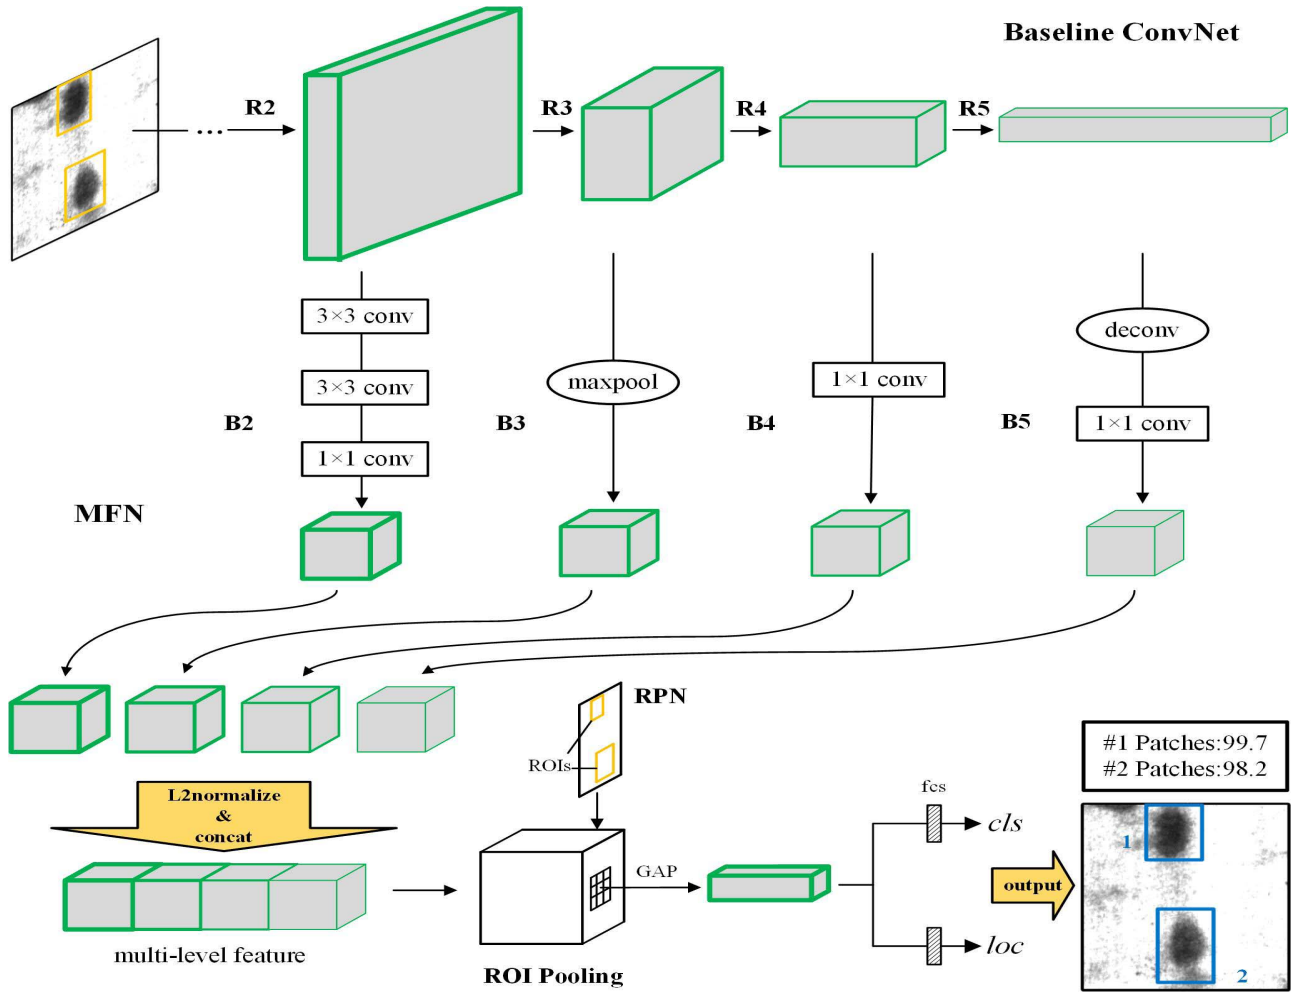 Baseline ConvNet
R2
R3
R4
R5
...
3×3 conv
3×3 conv
1×1 conv
maxpool
1×1 conv
deconv
1×1 conv
B2
B3
B4
B5
MFN
RPN
ROIs
L2normalize
&
concat
multi-level feature
ROI Pooling
GAP
fcs
cls
loc
output
#1 Patches:99.7
#2 Patches:98.2
1
2